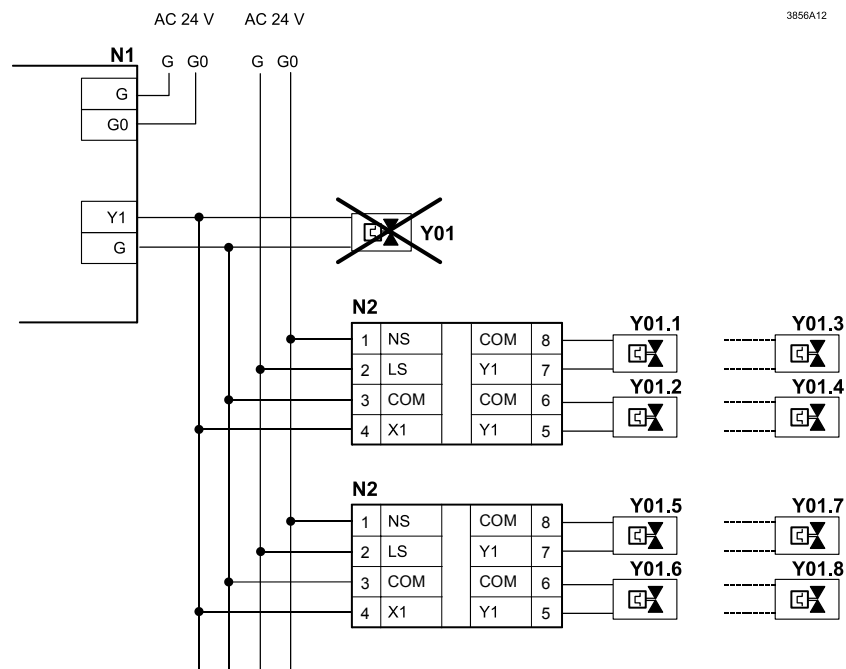 AC 24 V AC 24 V 3856A12
N1 G G0 G G0
G
G0
Y1
G
Y01
N2
Y01.1 Y01.3
1 NS COM 8
2 LS Y1 7
Y01.2 Y01.4
3 COM COM 6
4 X1 Y1 5
N2
Y01.5 Y01.7
1 NS COM 8
2 LS Y1 7
Y01.6 Y01.8
3 COM COM 6
4 X1 Y1 5